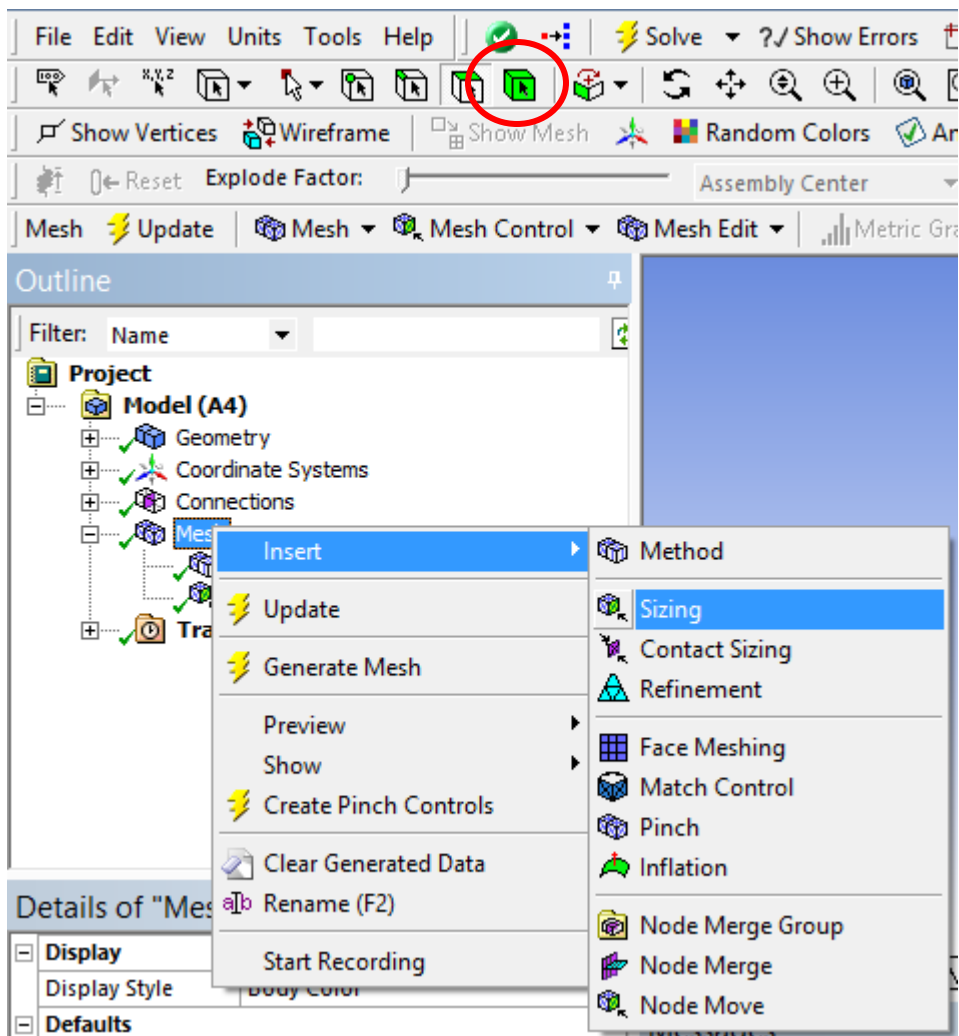 File Edit View Units Tools Help Solve ?✓ Show Errors
X,Y,Z
Show Vertices Wireframe Show Mesh Random Colors
Reset Explode Factor: Assembly Center
Mesh Update Mesh Mesh Control Mesh Edit Metric
Outline
Filter: Name
Project
Model (A4)
Geometry
Coordinate Systems
Connections
Insert
Update
Generate Mesh
Preview
Show
Create Pinch Controls
Clear Generated Data
Rename (F2)
Start Recording
Method
Sizing
Contact Sizing
Refinement
Face Meshing
Match Control
Pinch
Inflation
Node Merge Group
Node Merge
Node Move
Details of "Mes
Display
Display Style Body Color
Defaults